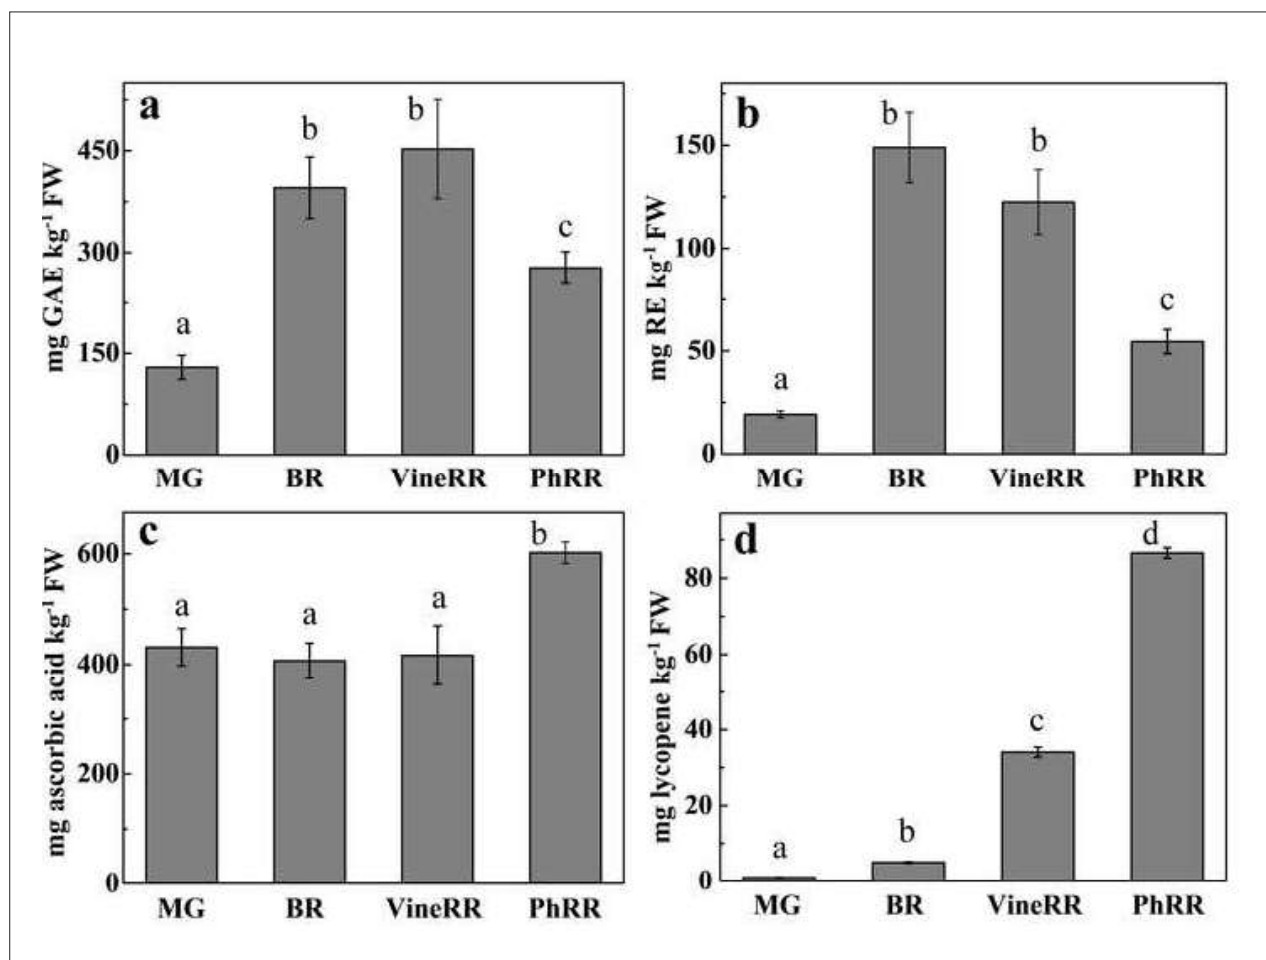 a
mg GAE kg-1 FW
450
300
150
0
a
b
b
c
MG BR VineRR PhRR
b
mg RE kg-1 FW
150
100
50
0
a
b
b
c
MG BR VineRR PhRR
c
mg ascorbic acid kg-1 FW
600
400
200
0
a
a
a
b
MG BR VineRR PhRR
d
mg lycopene kg-1 FW
80
60
40
20
0
a
b
c
d
MG BR VineRR PhRR